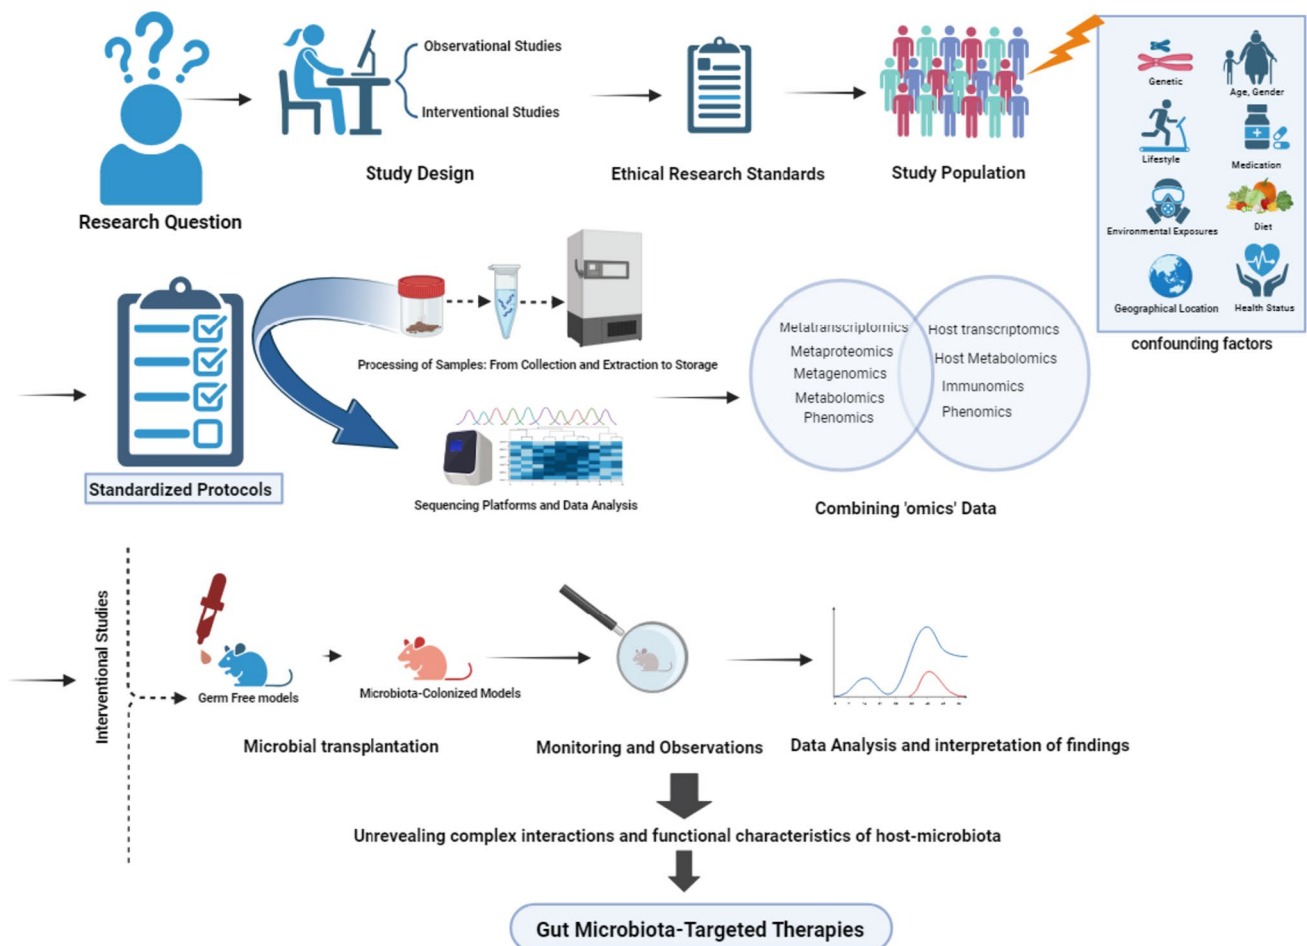 Observational Studies
Interventional Studies
Research Question
Study Design
Ethical Research Standards
Study Population
Genetic
Age, Gender
Lifestyle
Medication
Environmental Exposures
Diet
Geographical Location
Health Status
confounding factors
Standardized Protocols
Processing of Samples: From Collection and Extraction to Storage
Sequencing Platforms and Data Analysis
Metatranscriptomics
Metaproteomics
Metagenomics
Metabolomics
Phenomics
Host transcriptomics
Host Metabolomics
Immunomics
Phenomics
Combining 'omics' Data
Interventional Studies
Germ Free models
Microbiota-Colonized Models
Microbial transplantation
Monitoring and Observations
Data Analysis and interpretation of findings
Unrevealing complex interactions and functional characteristics of host-microbiota
Gut Microbiota-Targeted Therapies